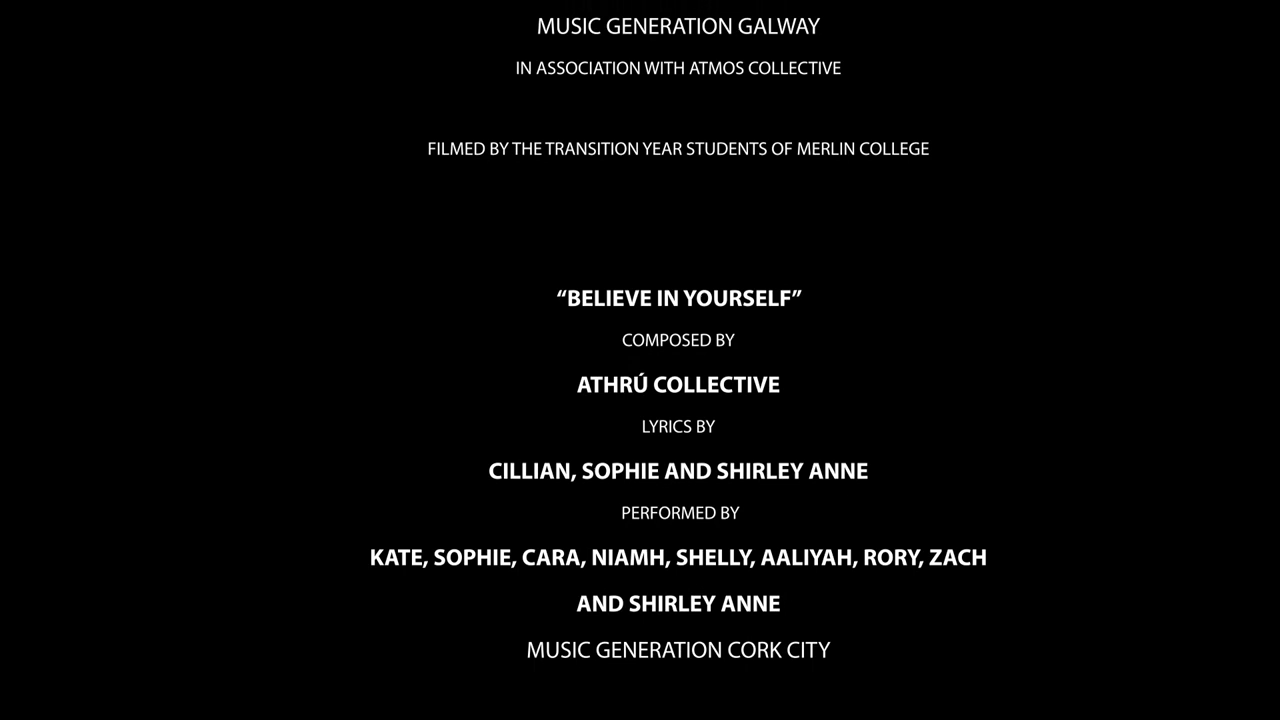 MUSIC GENERATION GALWAY
IN ASSOCIATION WITH ATMOS COLLECTIVE
FILMED BY THE TRANSITION YEAR STUDENTS OF MERLIN COLLEGE
“BELIEVE IN YOURSELF”
COMPOSED BY
ATHRÚ COLLECTIVE
LYRICS BY
CILLIAN, SOPHIE AND SHIRLEY ANNE
PERFORMED BY
KATE, SOPHIE, CARA, NIAMH, SHELLY, AALIYAH, RORY, ZACH
AND SHIRLEY ANNE
MUSIC GENERATION CORK CITY